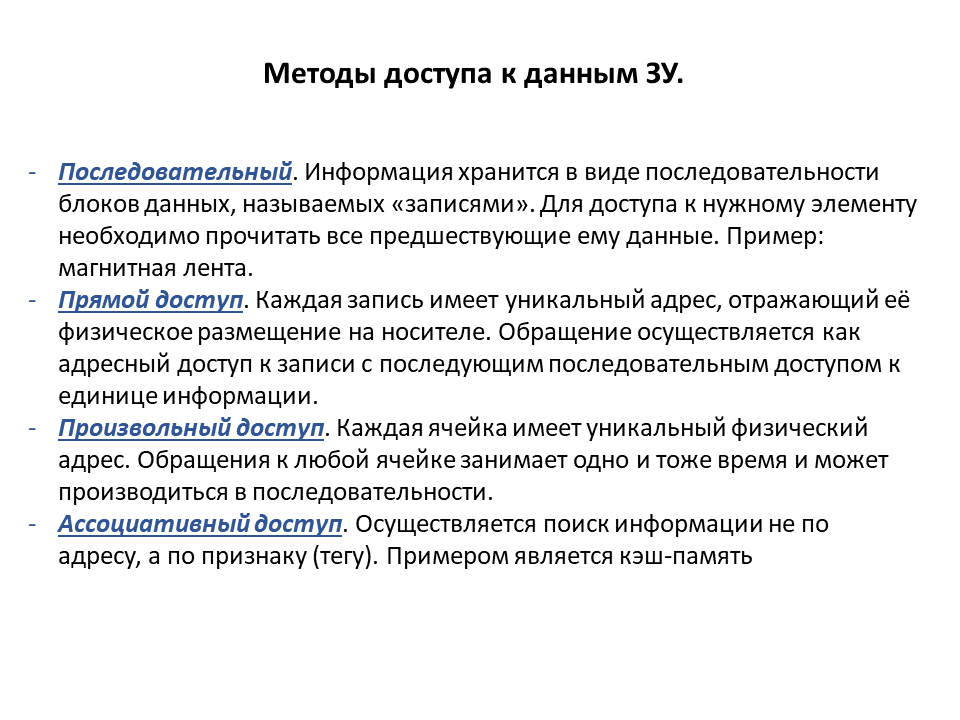 Методы доступа к данным ЗУ.
- Последовательный. Информация хранится в виде последовательности
блоков данных, называемых «записями». Для доступа к нужному элементу
необходимо прочитать все предшествующие ему данные. Пример:
магнитная лента.
- Прямой доступ. Каждая запись имеет уникальный адрес, отражающий её
физическое размещение на носителе. Обращение осуществляется как
адресный доступ к записи с последующим последовательным доступом к
единице информации.
- Произвольный доступ. Каждая ячейка имеет уникальный физический
адрес. Обращения к любой ячейке занимает одно и тоже время и может
производиться в последовательности.
- Ассоциативный доступ. Осуществляется поиск информации не по
адресу, а по признаку (тегу). Примером является кэш-память